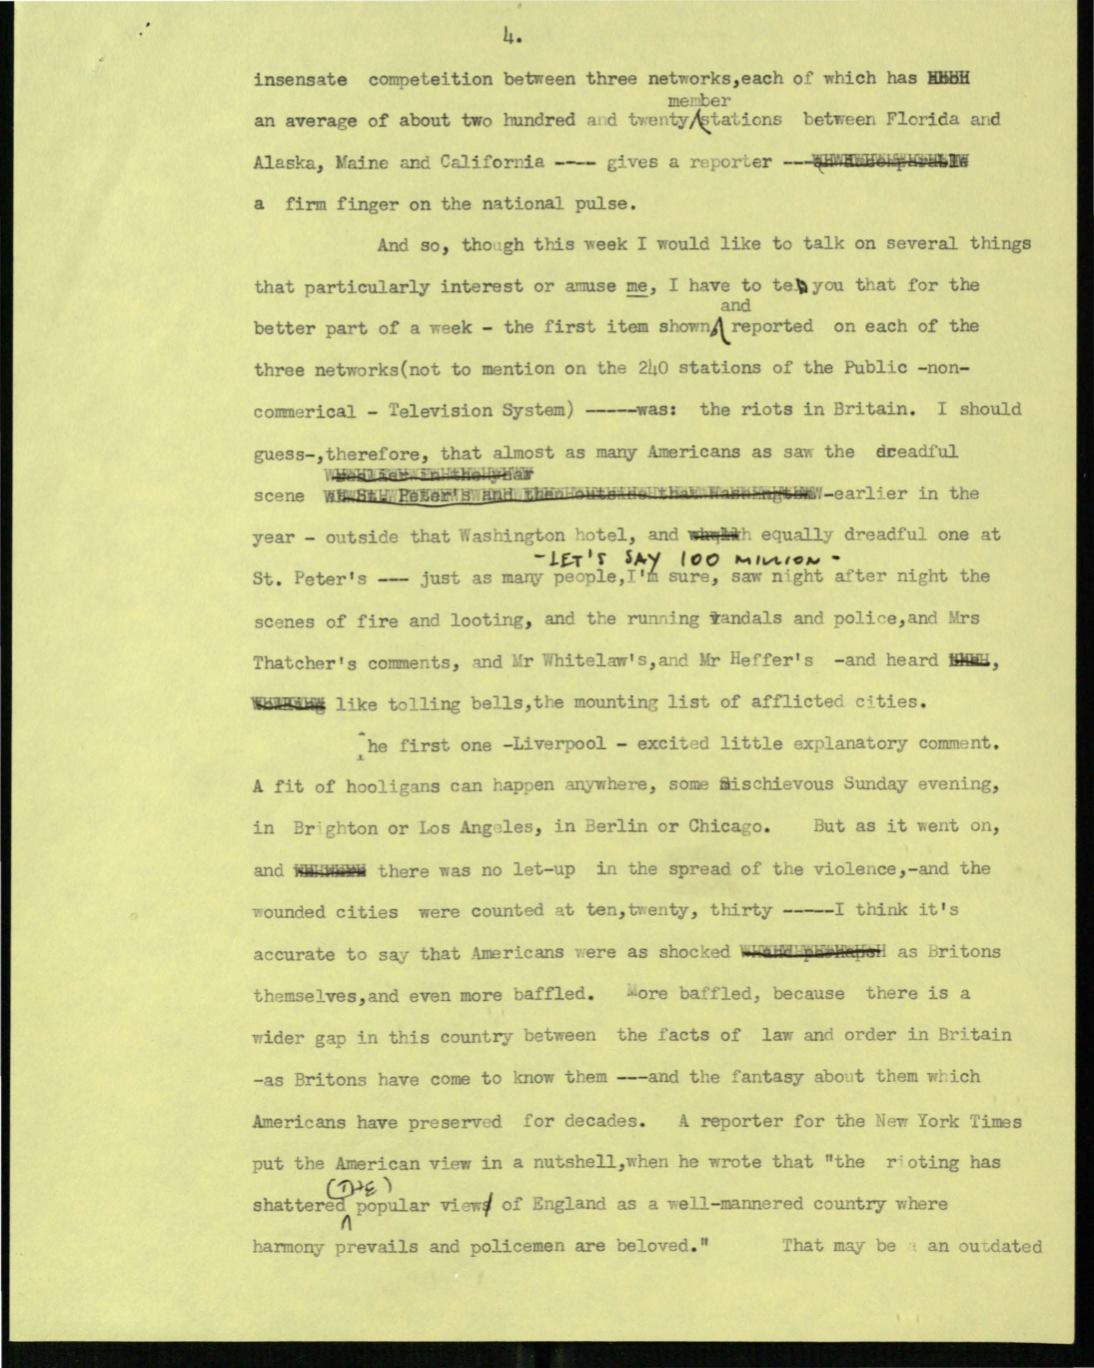 4.
insensate competeition between three networks,each of which has
member
an average of about two hundred and twenty stations between Florida and
Alaska, Maine and California ---- gives a reporter ---
a firm finger on the national pulse.
And so, though this week I would like to talk on several things
that particularly interest or amuse me, I have to tell you that for the
and
better part of a week - the first item shown reported on each of the
three networks(not to mention on the 240 stations of the Public -non-
commerical - Television System) -----was: the riots in Britain. I should
guess-,therefore, that almost as many Americans as saw the dreadful
scene -earlier in the
year - outside that Washington hotel, and equally dreadful one at
-LET'S SAY 100 MILLION-
St. Peter's --- just as many people,I'm sure, saw night after night the
scenes of fire and looting, and the running vandals and police,and Mrs
Thatcher's comments, and Mr Whitelaw's,and Mr Heffer's -and heard ,
like tolling bells,the mounting list of afflicted cities.
The first one -Liverpool - excited little explanatory comment.
A fit of hooligans can happen anywhere, some mischievous Sunday evening,
in Brighton or Los Angeles, in Berlin or Chicago. But as it went on,
and there was no let-up in the spread of the violence,-and the
wounded cities were counted at ten,twenty, thirty -----I think it's
accurate to say that Americans were as shocked as Britons
themselves,and even more baffled. More baffled, because there is a
wider gap in this country between the facts of law and order in Britain
-as Britons have come to know them ---and the fantasy about them which
Americans have preserved for decades. A reporter for the New York Times
put the American view in a nutshell,when he wrote that "the rioting has
(THE)
shattered popular view of England as a well-mannered country where
harmony prevails and policemen are beloved." That may be a an outdated